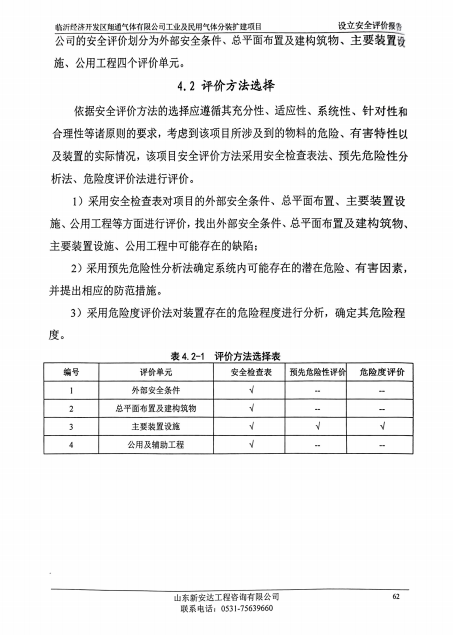 临沂经济开发区翔通气体有限公司工业及民用气体分装扩建项目 设立安全评价报告
公司的安全评价划分为外部安全条件、总平面布置及建构筑物、主要装置设
施、公用工程四个评价单元。
4.2 评价方法选择
依据安全评价方法的选择应遵循其充分性、适应性、系统性、针对性和
合理性等诸原则的要求，考虑到该项目所涉及到的物料的危险、有害特性以
及装置的实际情况，该项目安全评价方法采用安全检查表法、预先危险性分
析法、危险度评价法进行评价。
1）采用安全检查表对项目的外部安全条件、总平面布置、主要装置设
施、公用工程等方面进行评价，找出外部安全条件、总平面布置及建构筑物、
主要装置设施、公用工程中可能存在的缺陷；
2）采用预先危险性分析法确定系统内可能存在的潜在危险、有害因素，
并提出相应的防范措施。
3）采用危险度评价法对装置存在的危险程度进行分析，确定其危险程
度。
表 4.2-1 评价方法选择表
编号 评价单元 安全检查表 预先危险性评价 危险度评价
1 外部安全条件 √ -- --
2 总平面布置及建构筑物 √ -- --
3 主要装置设施 √ √ √
4 公用及辅助工程 √ -- --
山东新安达工程咨询有限公司 62
联系电话：0531-75639660